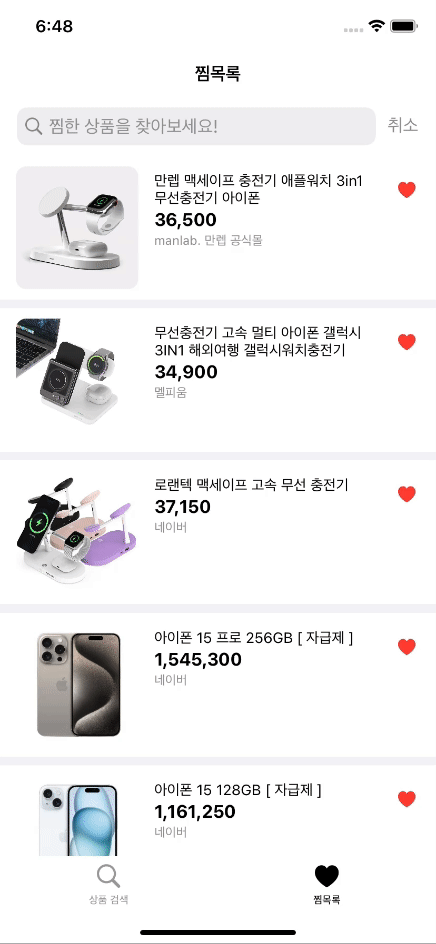 6:48
찜목록
찜한 상품을 찾아보세요!
취소
만렙 맥세이프 충전기 애플워치 3in1
무선충전기 아이폰
36,500
manlab. 만렙 공식몰
무선충전기 고속 멀티 아이폰 갤럭시
3IN1 해외여행 갤럭시워치충전기
34,900
멜피움
로랜텍 맥세이프 고속 무선 충전기
37,150
네이버
아이폰 15 프로 256GB [ 자급제 ]
1,545,300
네이버
아이폰 15 128GB [ 자급제 ]
1,161,250
네이버
상품 검색
찜목록